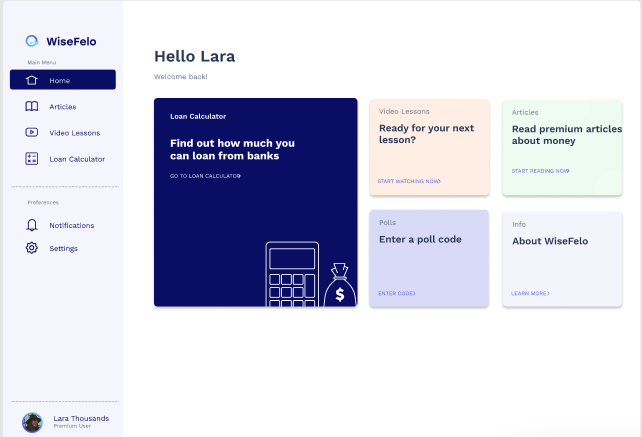 WiseFelo
Main Menu
Home
Articles
Video Lessons
Loan Calculator
Preferences
Notifications
Settings
Lara Thousands
Premium User
Hello Lara
Welcome back!
Loan Calculator
Find out how much you
can loan from banks
GO TO LOAN CALCULATOR
$
Video Lessons
Ready for your next
lesson?
START WATCHING NOW
Articles
Read premium articles
about money
START READING NOW
Polls
Enter a poll code
ENTER CODE
Info
About WiseFelo
LEARN MORE